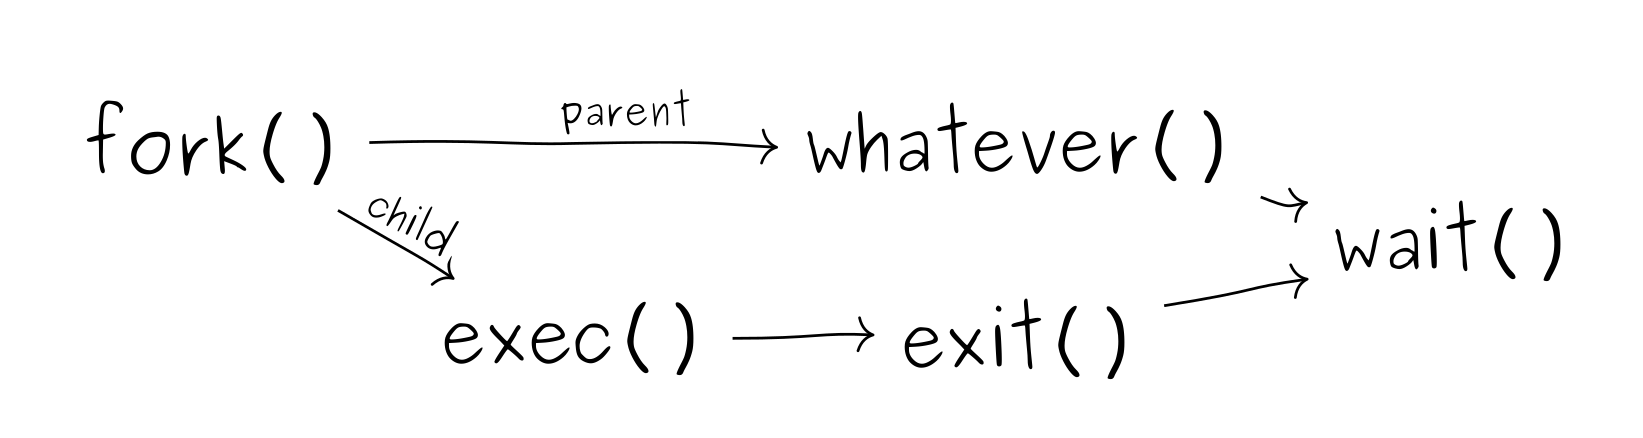 parent
fork() whatever()
child
wait()
exec() exit()